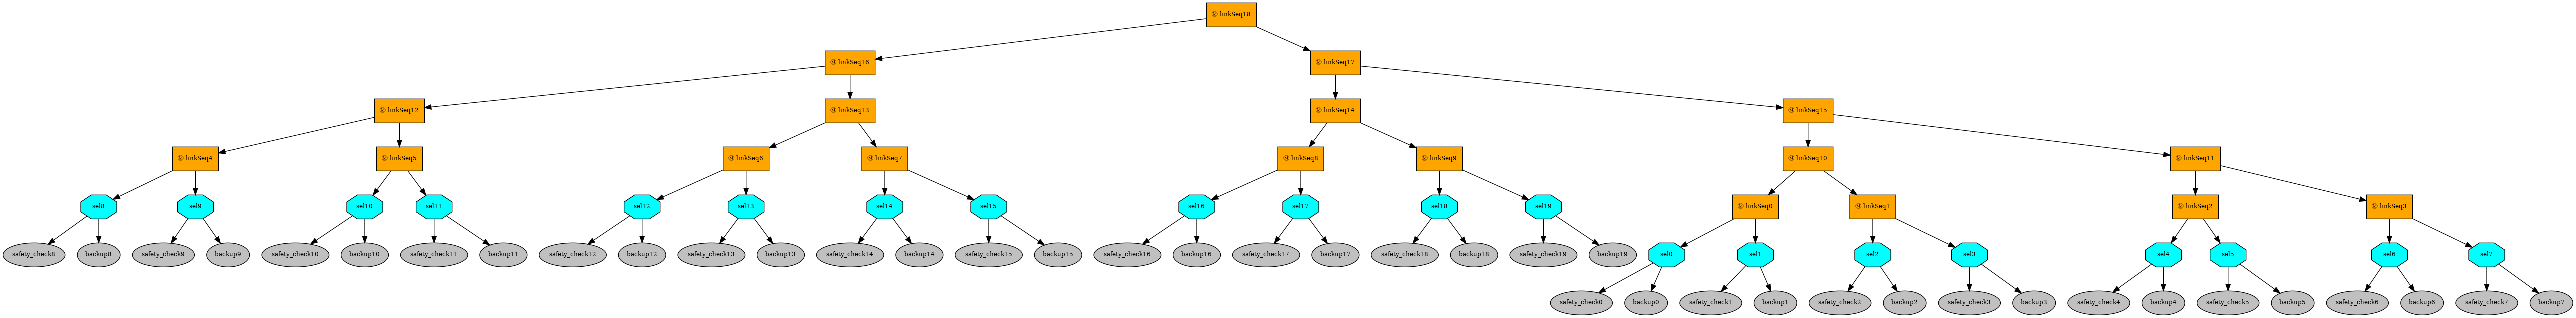 Ⓜ linkSeq18
Ⓜ linkSeq16
Ⓜ linkSeq17
Ⓜ linkSeq12
Ⓜ linkSeq13
Ⓜ linkSeq14
Ⓜ linkSeq15
Ⓜ linkSeq4
Ⓜ linkSeq5
Ⓜ linkSeq6
Ⓜ linkSeq7
Ⓜ linkSeq8
Ⓜ linkSeq9
Ⓜ linkSeq10
Ⓜ linkSeq11
sel8
sel9
sel10
sel11
sel12
sel13
sel14
sel15
sel16
sel17
sel18
sel19
Ⓜ linkSeq0
Ⓜ linkSeq1
Ⓜ linkSeq2
Ⓜ linkSeq3
safety_check8
backup8
safety_check9
backup9
safety_check10
backup10
safety_check11
backup11
safety_check12
backup12
safety_check13
backup13
safety_check14
backup14
safety_check15
backup15
safety_check16
backup16
safety_check17
backup17
safety_check18
backup18
safety_check19
backup19
sel0
sel1
sel2
sel3
sel4
sel5
sel6
sel7
safety_check0
backup0
safety_check1
backup1
safety_check2
backup2
safety_check3
backup3
safety_check4
backup4
safety_check5
backup5
safety_check6
backup6
safety_check7
backup7